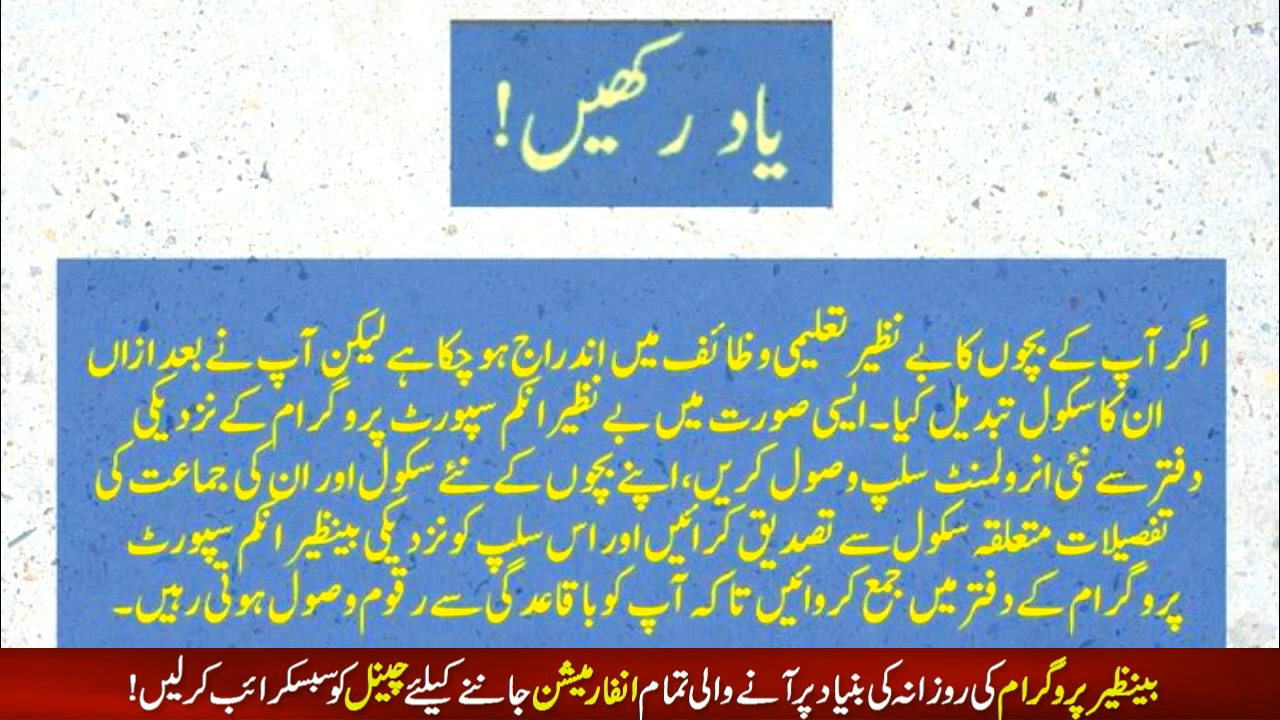 یاد رکھیں!
اگر آپ کے بچوں کا بے نظیر تعلیمی وظائف میں اندراج ہو چکا ہے لیکن آپ نے بعد ازاں
ان کا سکول تبدیل کیا۔ ایسی صورت میں بے نظیر انکم سپورٹ پروگرام کے نزدیکی
دفتر سے نئی انرولمنٹ سلپ وصول کریں، اپنے بچوں کے نئے سکول اور ان کی جماعت کی
تفصیلات متعلقہ سکول سے تصدیق کرائیں اور اس سلپ کو نزدیکی بینظیر انکم سپورٹ
پروگرام کے دفتر میں جمع کروائیں تاکہ آپ کو باقاعدگی سے رقوم وصول ہوتی رہیں۔
بینظیر پروگرام کی روزانہ کی بنیاد پر آنے والی تمام انفارمیشن جاننے کیلئے چینل کو سبسکرائب کر لیں!